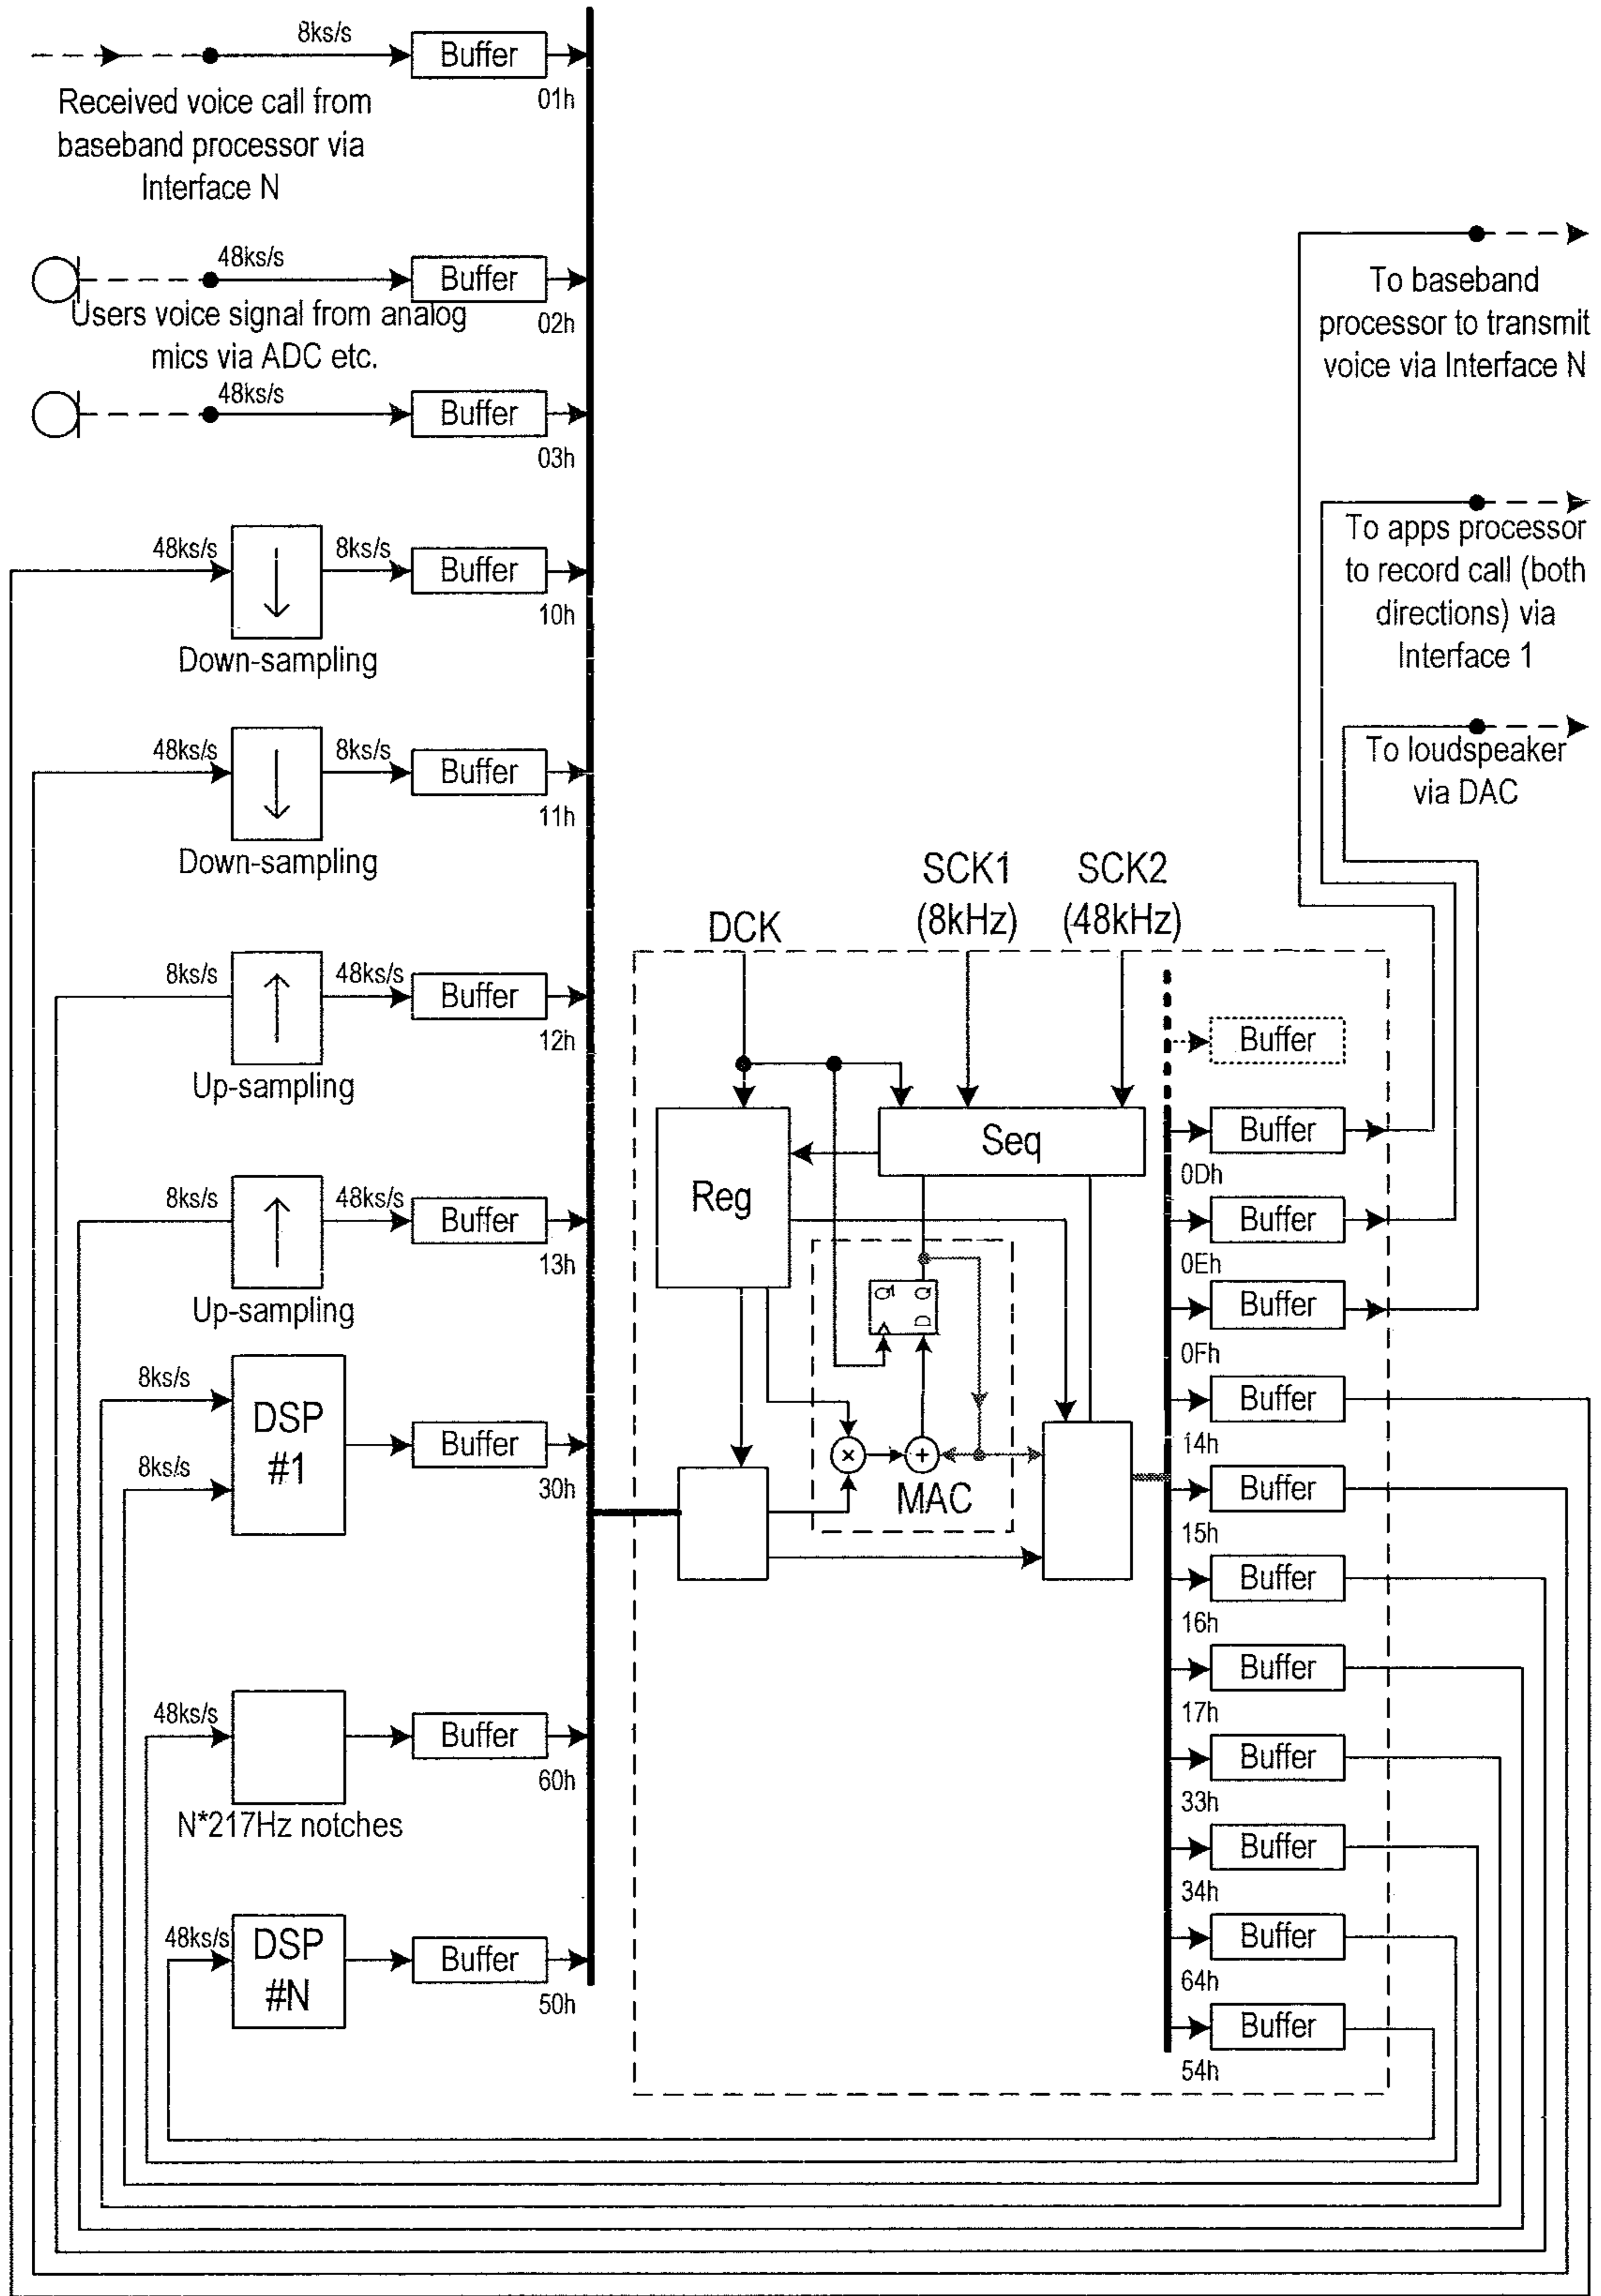 8ks/s
Buffer
01h
Received voice call from
baseband processor via
Interface N
48ks/s
Buffer
02h
Users voice signal from analog
mics via ADC etc.
48ks/s
Buffer
03h
To baseband
processor to transmit
voice via Interface N
To apps processor
to record call (both
directions) via
Interface 1
To loudspeaker
via DAC
48ks/s
8ks/s
Buffer
10h
Down-sampling
48ks/s
8ks/s
Buffer
11h
Down-sampling
8ks/s
48ks/s
Buffer
12h
Up-sampling
8ks/s
48ks/s
Buffer
13h
Up-sampling
8ks/s
8ks/s
DSP
#1
Buffer
30h
48ks/s
Buffer
60h
N*217Hz notches
48ks/s
DSP
#N
Buffer
50h
DCK
SCK1
(8kHz)
SCK2
(48kHz)
Reg
Seq
Q
Q
D
×
+
MAC
Buffer
Buffer
0Dh
Buffer
0Eh
Buffer
0Fh
Buffer
14h
Buffer
15h
Buffer
16h
Buffer
17h
Buffer
33h
Buffer
34h
Buffer
64h
Buffer
54h